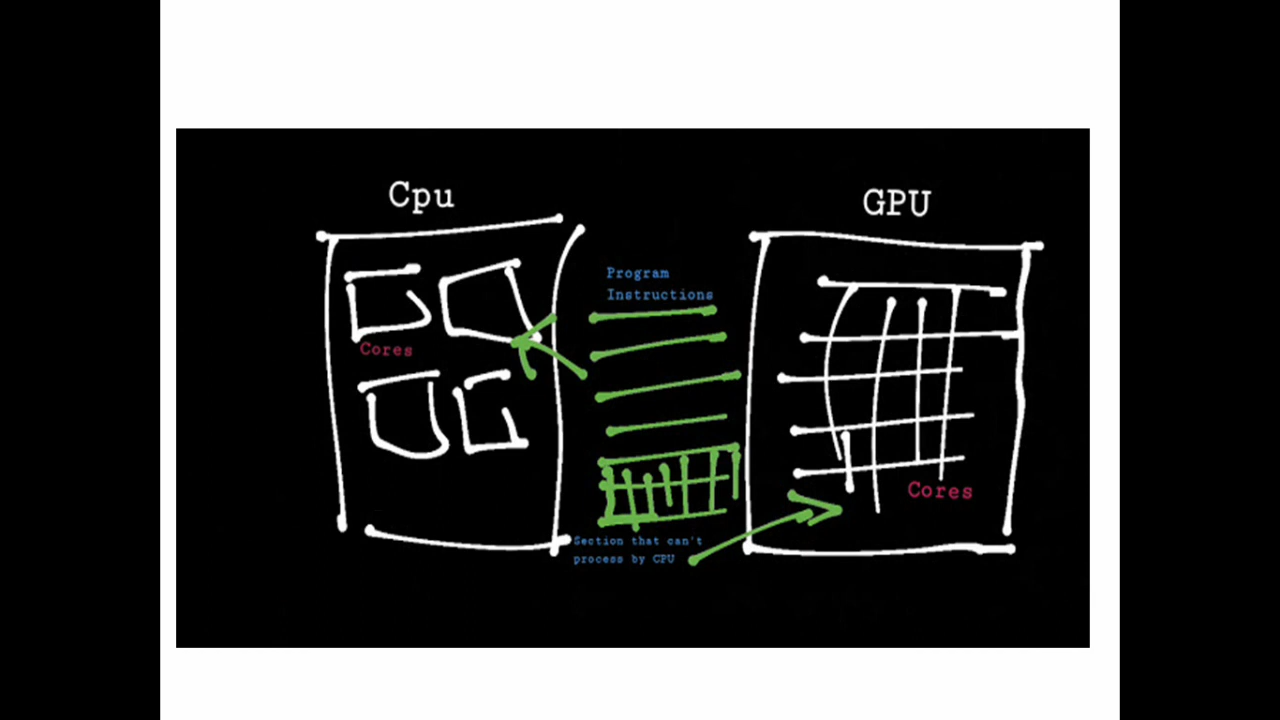 Cpu
GPU
Program
Instructions
Cores
Cores
Section that can't
process by CPU